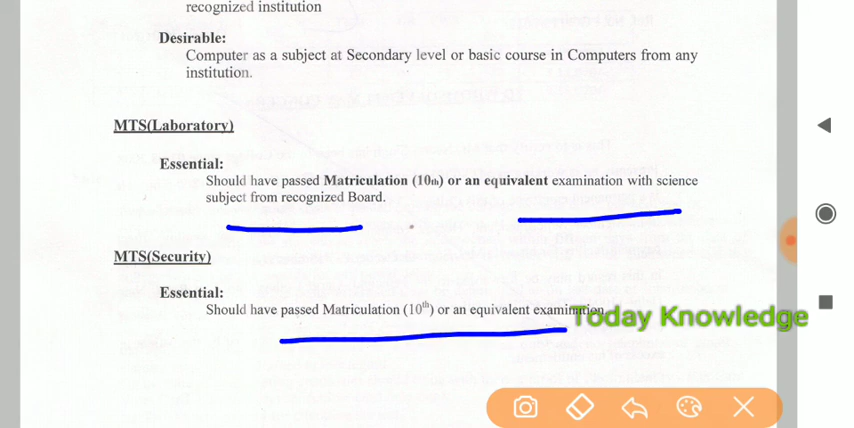 recognized institution
Desirable:
Computer as a subject at Secondary level or basic course in Computers from any
institution.
MTS(Laboratory)
Essential:
Should have passed Matriculation (10th) or an equivalent examination with science
subject from recognized Board.
MTS(Security)
Essential:
Should have passed Matriculation (10th) or an equivalent examination.
Today Knowledge